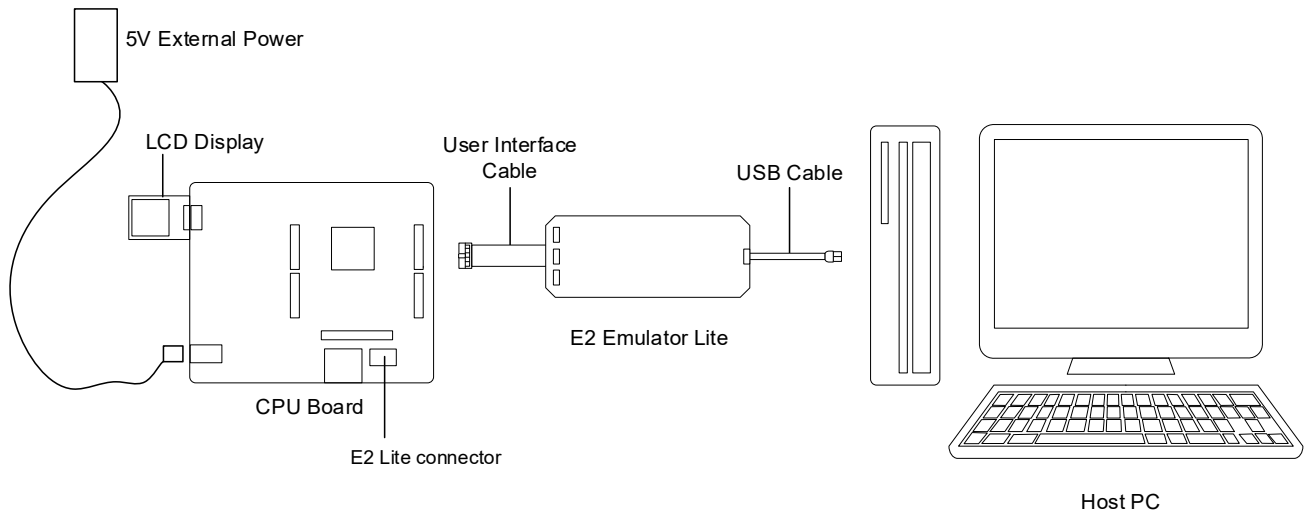 5V External Power
LCD Display
User Interface
Cable
USB Cable
E2 Emulator Lite
CPU Board
E2 Lite connector
Host PC